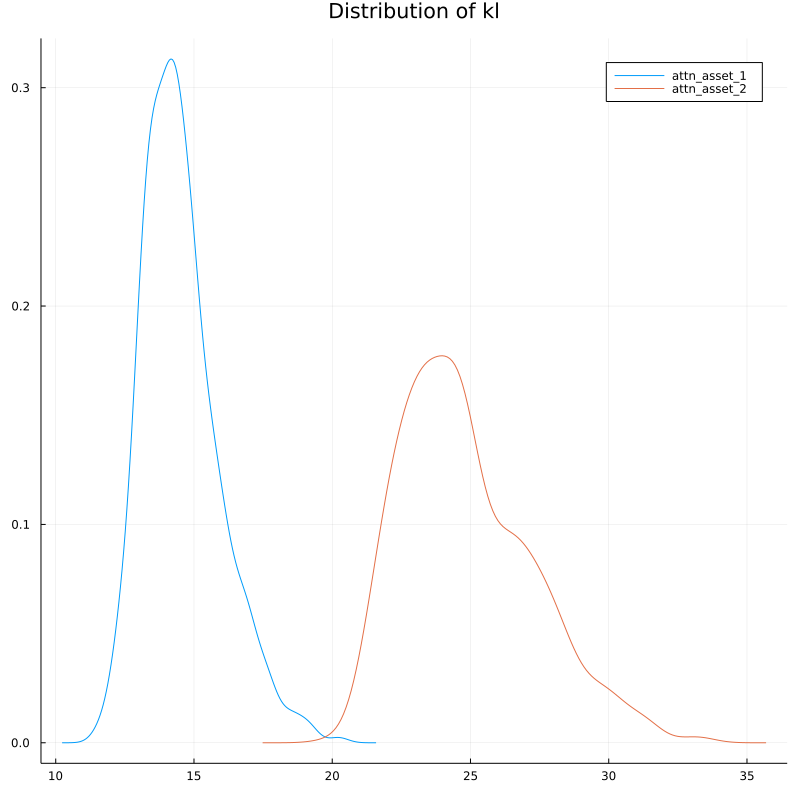 Distribution of kl
attn_asset_1
attn_asset_2
0.3
0.2
0.1
0.0
10 15 20 25 30 35